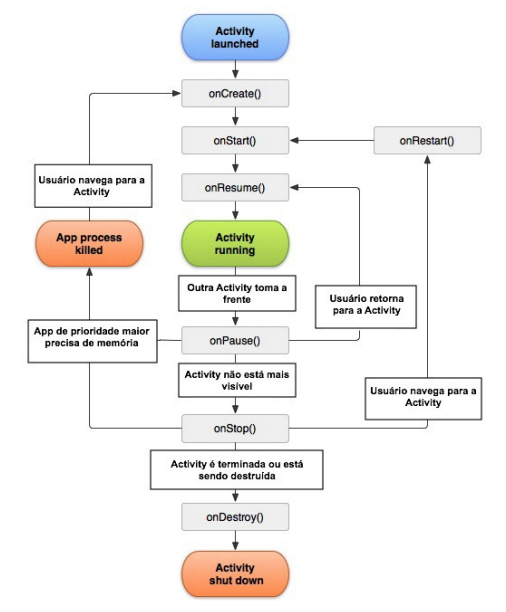 Activity
launched
onCreate()
onStart()
onRestart()
Usuário navega para a
Activity
onResume()
App process
killed
Activity
running
Outra Activity toma a
frente
Usuário retorna
para a Activity
App de prioridade maior
precisa de memória
onPause()
Activity não está mais
visível
Usuário navega para a
Activity
onStop()
Activity é terminada ou está
sendo destruída
onDestroy()
Activity
shut down